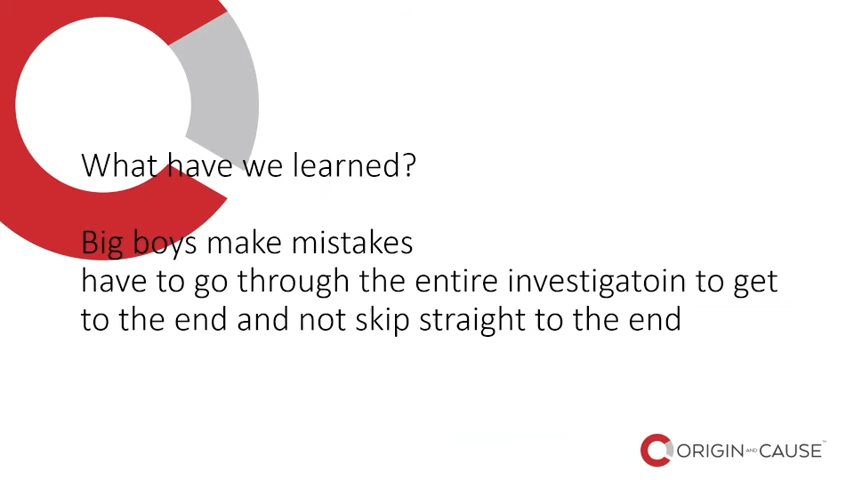 What have we learned?
Big boys make mistakes
have to go through the entire investigatoin to get
to the end and not skip straight to the end
ORIGIN AND CAUSE™